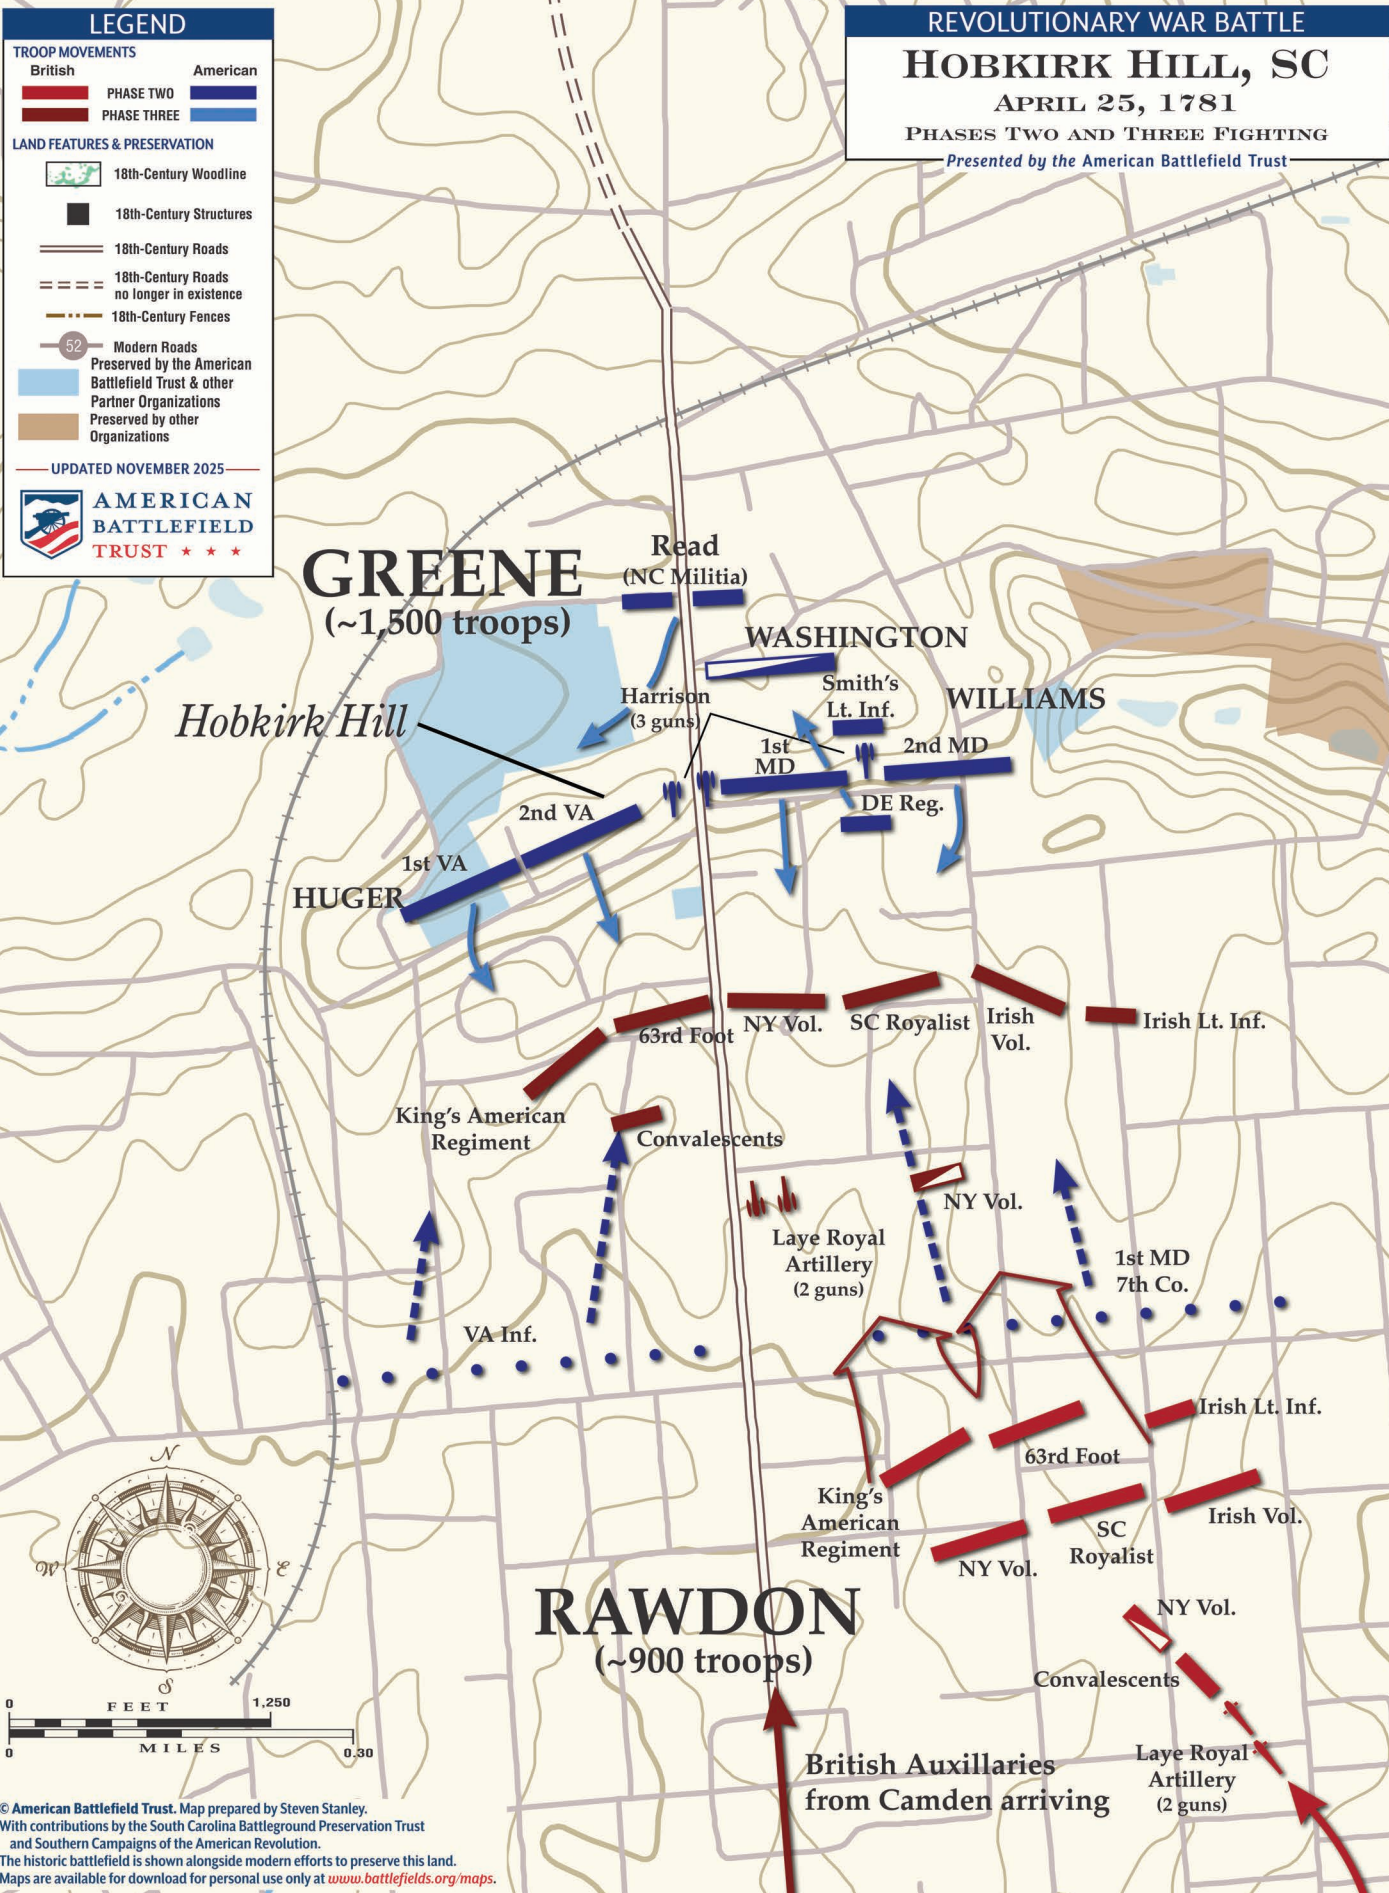 LEGEND
TROOP MOVEMENTS
British American
PHASE TWO
PHASE THREE
LAND FEATURES & PRESERVATION
18th-Century Woodline
18th-Century Structures
18th-Century Roads
18th-Century Roads
no longer in existence
18th-Century Fences
52 Modern Roads
Preserved by the American
Battlefield Trust & other
Partner Organizations
Preserved by other
Organizations
UPDATED NOVEMBER 2025
AMERICAN
BATTLEFIELD
TRUST
REVOLUTIONARY WAR BATTLE
HOBKIRK HILL, SC
APRIL 25, 1781
PHASES TWO AND THREE FIGHTING
Presented by the American Battlefield Trust
GREENE
(~1,500 troops)
Read
(NC Militia)
WASHINGTON
Harrison
(3 guns)
Smith's
Lt. Inf.
WILLIAMS
Hobkirk Hill
1st
MD
2nd MD
DE Reg.
2nd VA
1st VA
HUGER
63rd Foot
NY Vol.
SC Royalist
Irish
Vol.
Irish Lt. Inf.
King's American
Regiment
Convalescents
NY Vol.
Laye Royal
Artillery
(2 guns)
1st MD
7th Co.
VA Inf.
Irish Lt. Inf.
63rd Foot
King's
American
Regiment
Irish Vol.
SC
Royalist
NY Vol.
RAWDON
(~900 troops)
NY Vol.
Convalescents
Laye Royal
Artillery
(2 guns)
British Auxillaries
from Camden arriving
N
W
E
S
0 FEET 1,250
0 MILES 0.30
© American Battlefield Trust. Map prepared by Steven Stanley.
With contributions by the South Carolina Battleground Preservation Trust
and Southern Campaigns of the American Revolution.
The historic battlefield is shown alongside modern efforts to preserve this land.
Maps are available for download for personal use only at www.battlefields.org/maps.